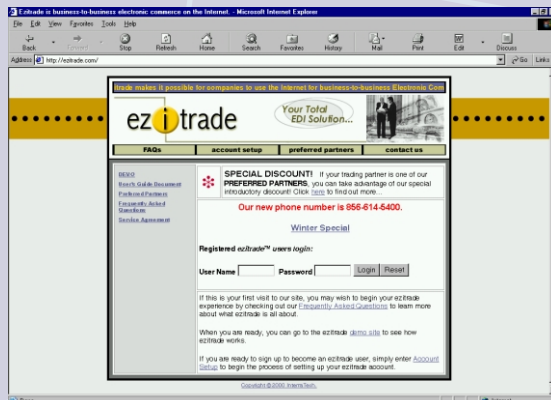 Ezitrade is business-to-business electronic commerce on the Internet. - Microsoft Internet Explorer
File Edit View Favorites Tools Help
Back Forward Stop Refresh Home Search Favorites History Mail Print Edit Discuss
Address http://ezitrade.com/ Go Links
itrade makes it possible for companies to use the Internet for business-to-business Electronic Com
ezitrade
Your Total
EDI Solution...
FAQs account setup preferred partners contact us
DEMO
User's Guide Document
Preferred Partners
Frequently Asked
Questions
Service Agreement
SPECIAL DISCOUNT! If your trading partner is one of our
PREFERRED PARTNERS, you can take advantage of our special
introductory discount! Click here to find out more...
Our new phone number is 856-614-5400.
Winter Special
Registered ezitrade™ users login:
User Name Password Login Reset
If this is your first visit to our site, you may wish to begin your ezitrade
experience by checking out our Frequently Asked Questions to learn more
about what ezitrade is all about.
When you are ready, you can go to the ezitrade demo site to see how
ezitrade works.
If you are ready to sign up to become an ezitrade user, simply enter Account
Setup to begin the process of setting up your ezitrade account.
Copyright © 2000 InternsTech.